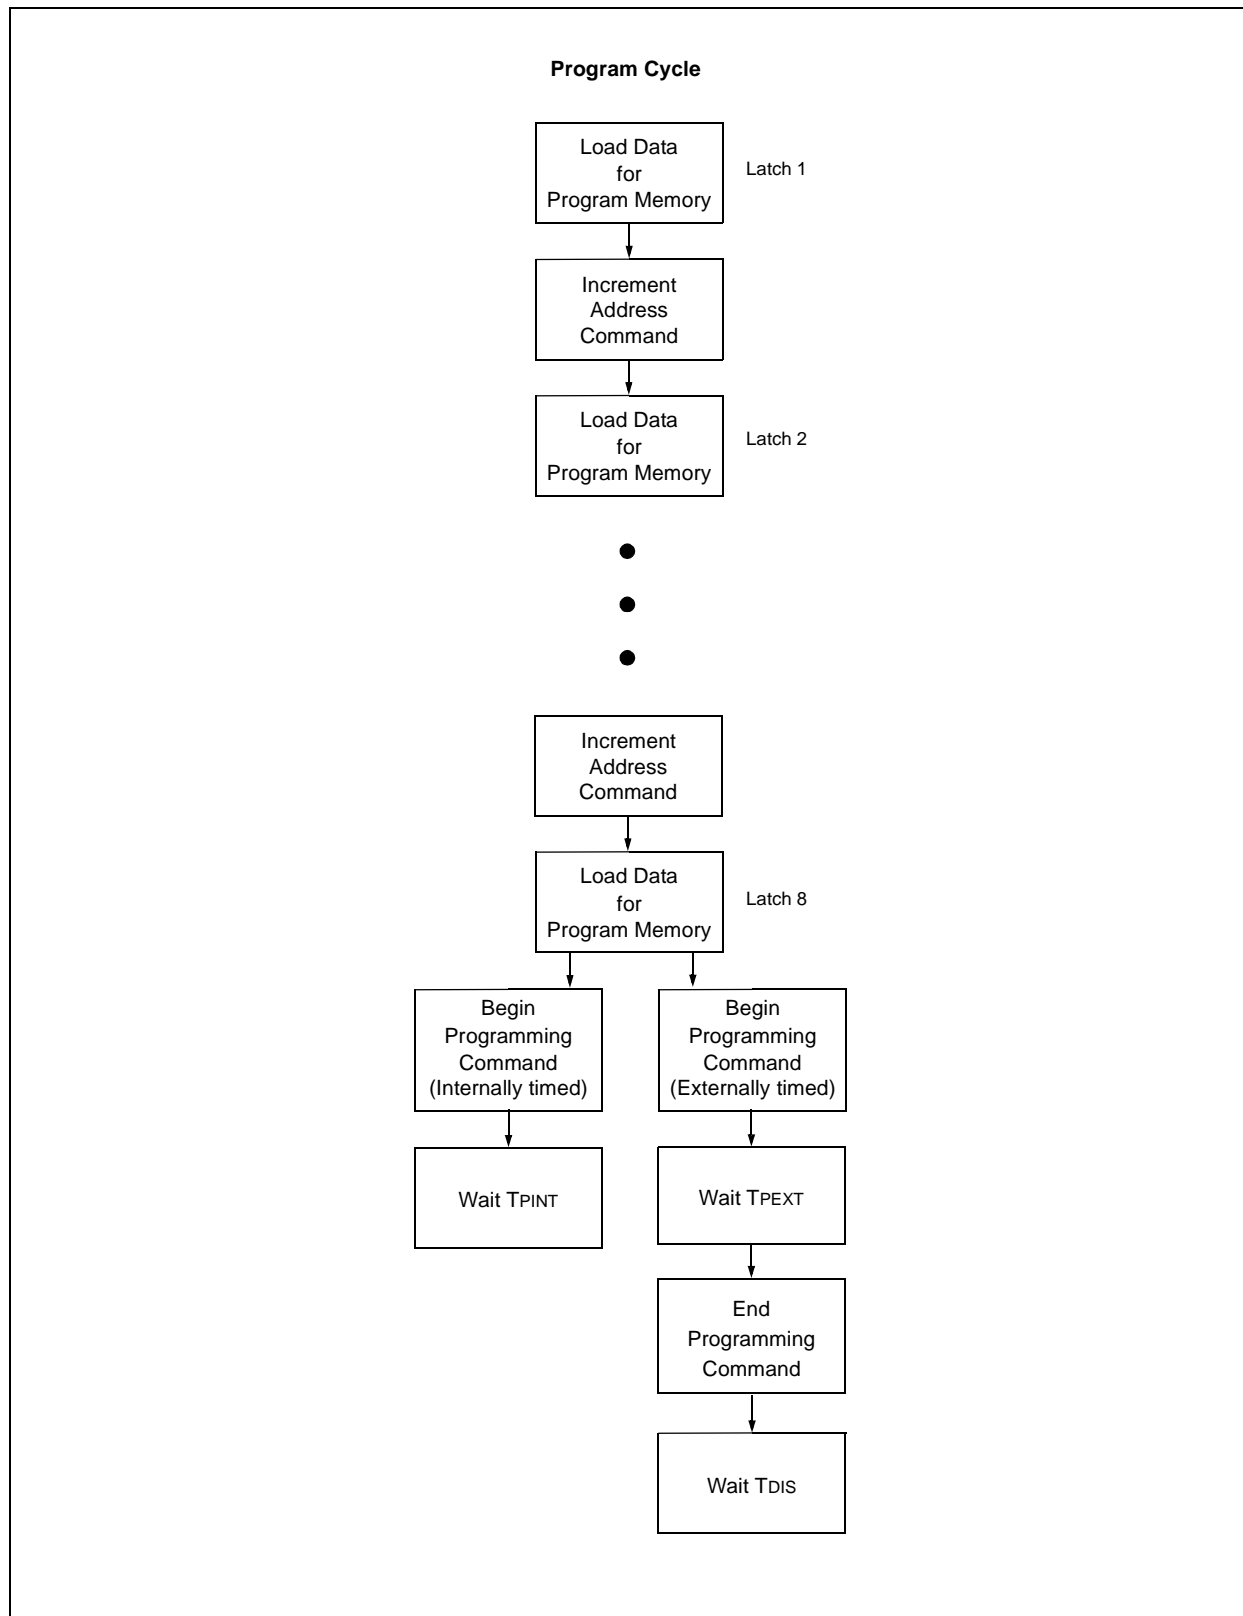 Program Cycle
Load Data
for
Program Memory
Latch 1
Increment
Address
Command
Load Data
for
Program Memory
Latch 2
Increment
Address
Command
Load Data
for
Program Memory
Latch 8
Begin
Programming
Command
(Internally timed)
Begin
Programming
Command
(Externally timed)
Wait TPINT
Wait TPEXT
End
Programming
Command
Wait TDIS